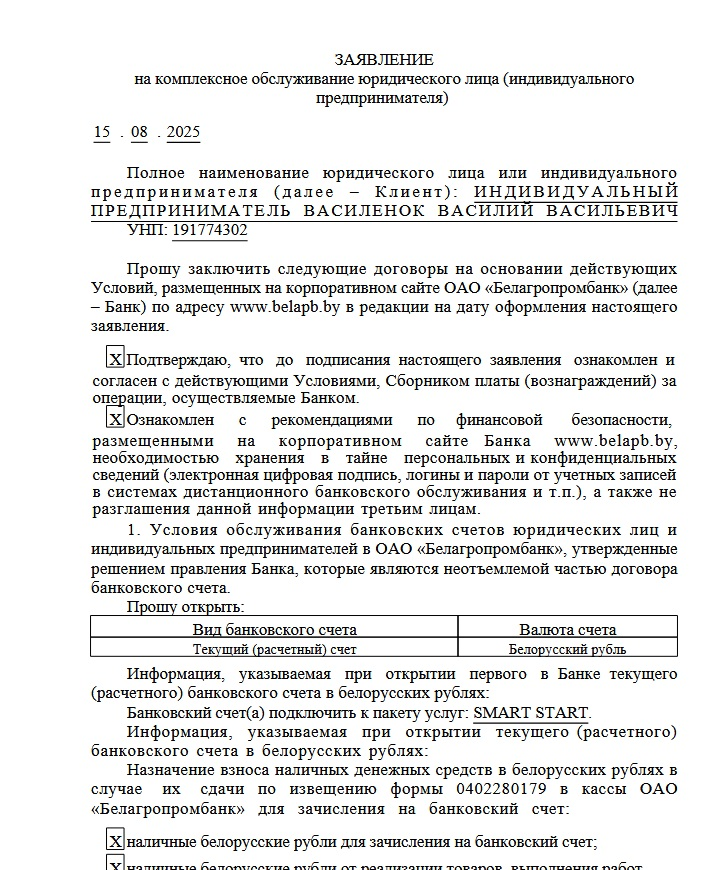 ЗАЯВЛЕНИЕ
на комплексное обслуживание юридического лица (индивидуального
предпринимателя)
15 . 08 . 2025
Полное наименование юридического лица или индивидуального
предпринимателя (далее – Клиент): ИНДИВИДУАЛЬНЫЙ
ПРЕДПРИНИМАТЕЛЬ ВАСИЛЕНОК ВАСИЛИЙ ВАСИЛЬЕВИЧ
УНП: 191774302
Прошу заключить следующие договоры на основании действующих
Условий, размещенных на корпоративном сайте ОАО «Белагропромбанк» (далее
– Банк) по адресу www.belapb.by в редакции на дату оформления настоящего
заявления.
X Подтверждаю, что до подписания настоящего заявления ознакомлен и
согласен с действующими Условиями, Сборником платы (вознаграждений) за
операции, осуществляемые Банком.
X Ознакомлен с рекомендациями по финансовой безопасности,
размещенными на корпоративном сайте Банка www.belapb.by,
необходимостью хранения в тайне персональных и конфиденциальных
сведений (электронная цифровая подпись, логины и пароли от учетных записей
в системах дистанционного банковского обслуживания и т.п.), а также не
разглашения данной информации третьим лицам.
1. Условия обслуживания банковских счетов юридических лиц и
индивидуальных предпринимателей в ОАО «Белагропромбанк», утвержденные
решением правления Банка, которые являются неотъемлемой частью договора
банковского счета.
Прошу открыть:
Вид банковского счета Валюта счета
Текущий (расчетный) счет Белорусский рубль
Информация, указываемая при открытии первого в Банке текущего
(расчетного) банковского счета в белорусских рублях:
Банковский счет(а) подключить к пакету услуг: SMART START.
Информация, указываемая при открытии текущего (расчетного)
банковского счета в белорусских рублях:
Назначение взноса наличных денежных средств в белорусских рублях в
случае их сдачи по извещению формы 0402280179 в кассы ОАО
«Белагропромбанк» для зачисления на банковский счет:
X наличные белорусские рубли для зачисления на банковский счет;
X наличные белорусские рубли от реализации товаров, выполнения работ,